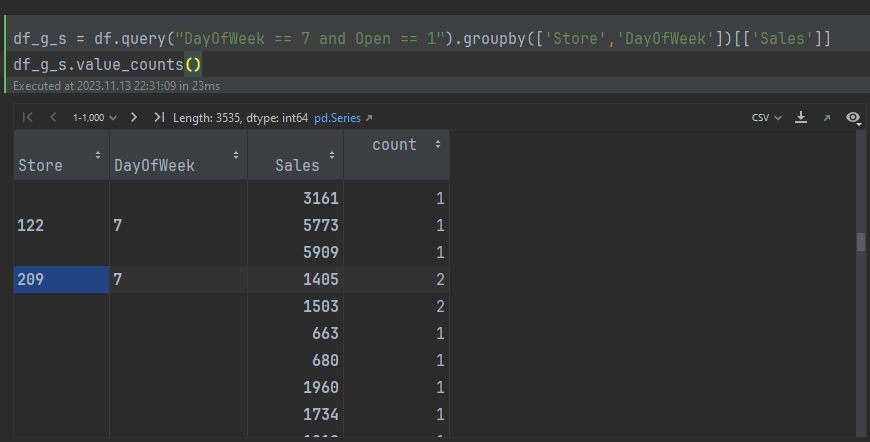 df_g_s = df.query("DayOfWeek == 7 and Open == 1").groupby(['Store','DayOfWeek'])[['Sales']]
df_g_s.value_counts()
Executed at 2023.11.13 22:31:09 in 23ms
1-1,000 Length: 3535, dtype: int64 pd.Series CSV
Store DayOfWeek Sales count
3161 1
122 7 5773 1
5909 1
209 7 1405 2
1503 2
663 1
680 1
1960 1
1734 1